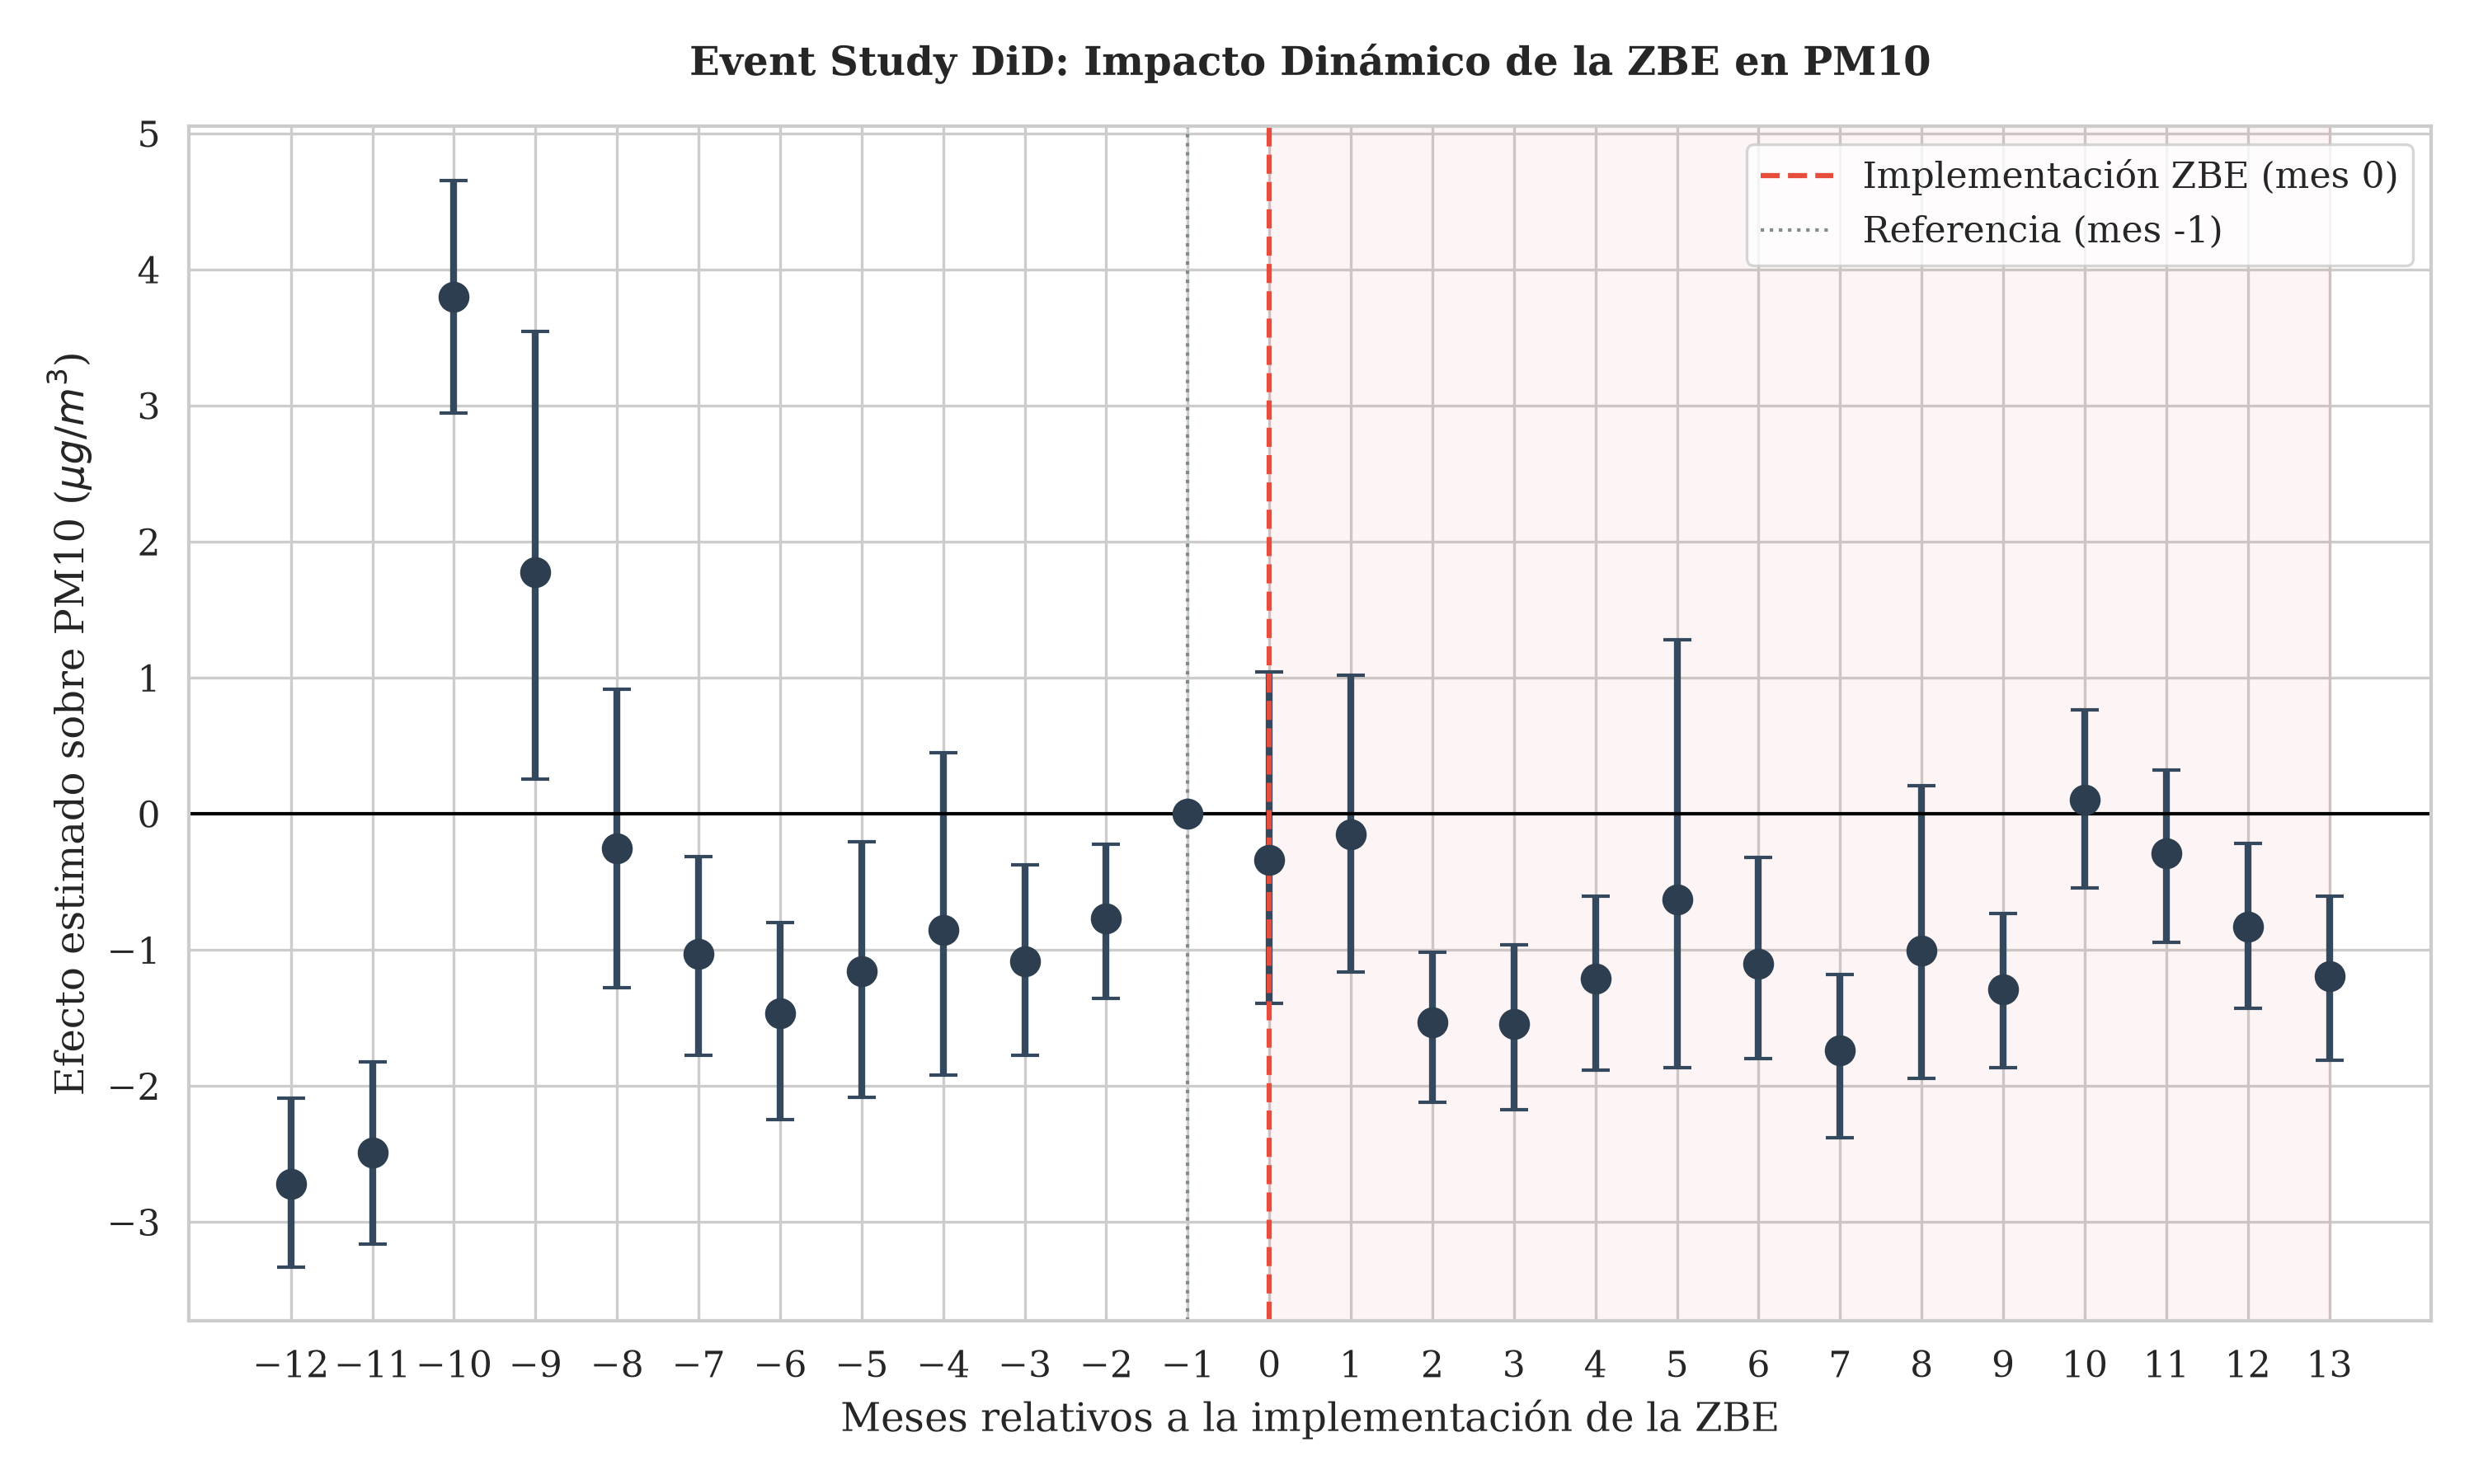 Event Study DiD: Impacto Dinámico de la ZBE en PM10
Implementación ZBE (mes 0)
Referencia (mes -1)
Efecto estimado sobre PM10 (μg/m³)
5
4
3
2
1
0
−1
−2
−3
−12 −11 −10 −9 −8 −7 −6 −5 −4 −3 −2 −1 0 1 2 3 4 5 6 7 8 9 10 11 12 13
Meses relativos a la implementación de la ZBE